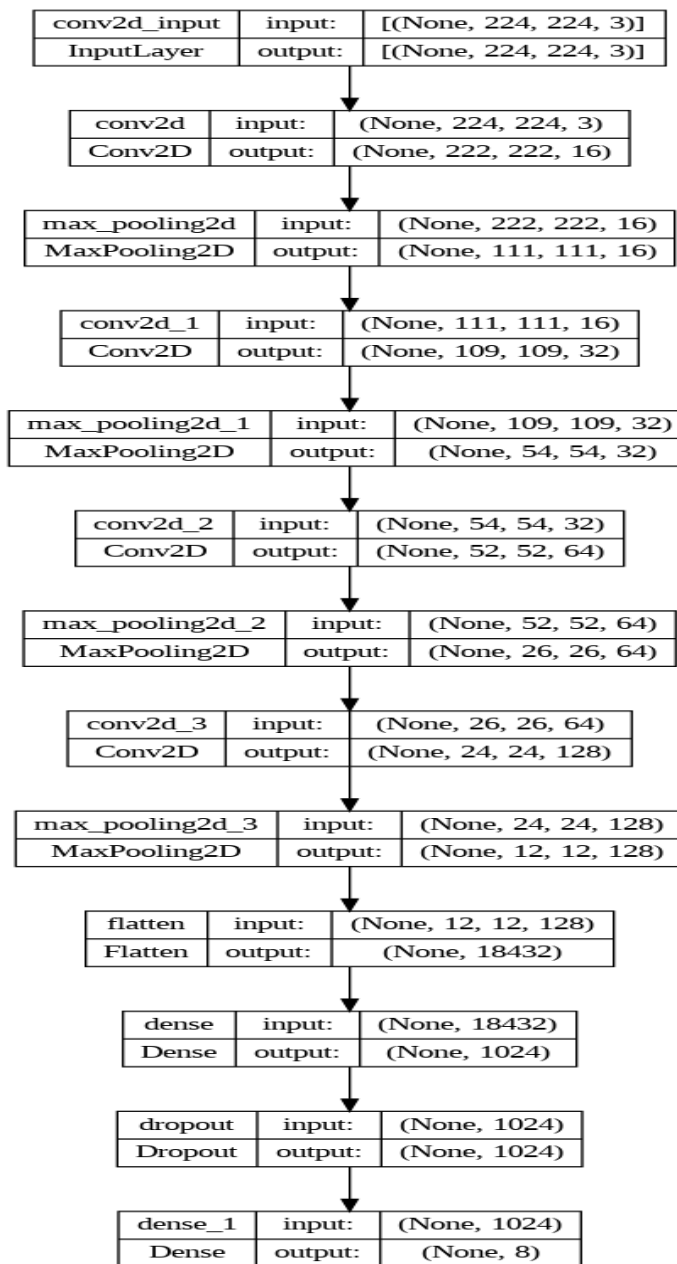 conv2d_input input: [(None, 224, 224, 3)]
InputLayer output: [(None, 224, 224, 3)]
conv2d input: (None, 224, 224, 3)
Conv2D output: (None, 222, 222, 16)
max_pooling2d input: (None, 222, 222, 16)
MaxPooling2D output: (None, 111, 111, 16)
conv2d_1 input: (None, 111, 111, 16)
Conv2D output: (None, 109, 109, 32)
max_pooling2d_1 input: (None, 109, 109, 32)
MaxPooling2D output: (None, 54, 54, 32)
conv2d_2 input: (None, 54, 54, 32)
Conv2D output: (None, 52, 52, 64)
max_pooling2d_2 input: (None, 52, 52, 64)
MaxPooling2D output: (None, 26, 26, 64)
conv2d_3 input: (None, 26, 26, 64)
Conv2D output: (None, 24, 24, 128)
max_pooling2d_3 input: (None, 24, 24, 128)
MaxPooling2D output: (None, 12, 12, 128)
flatten input: (None, 12, 12, 128)
Flatten output: (None, 18432)
dense input: (None, 18432)
Dense output: (None, 1024)
dropout input: (None, 1024)
Dropout output: (None, 1024)
dense_1 input: (None, 1024)
Dense output: (None, 8)